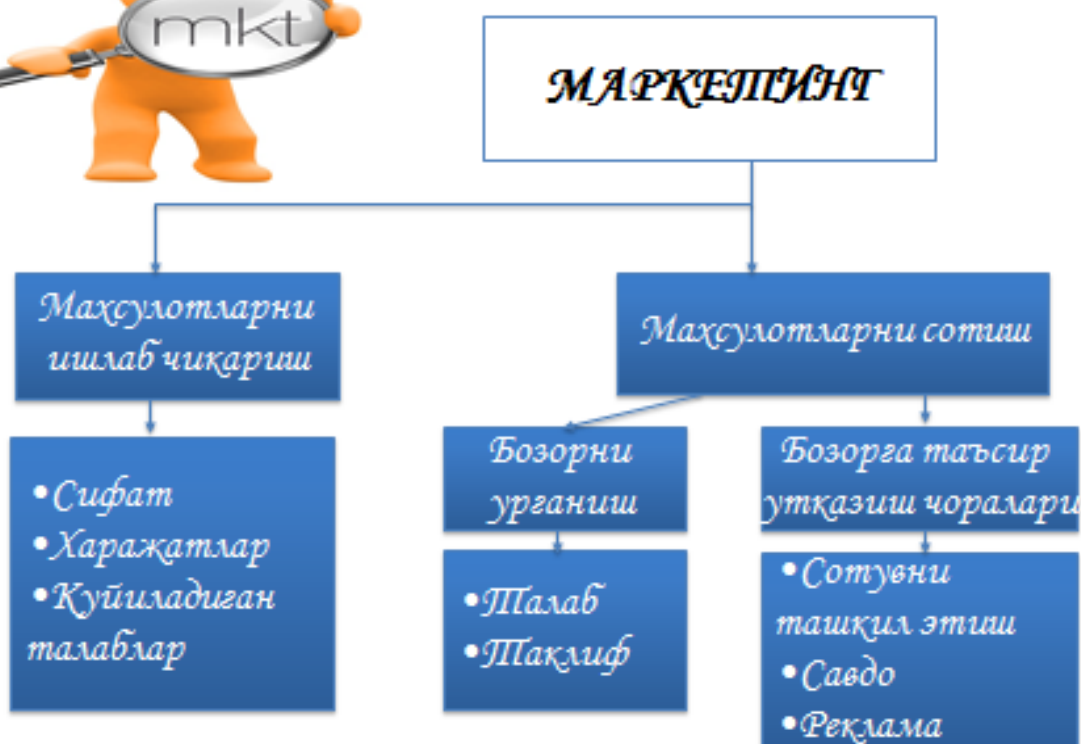 mkt
МАРКЕТИНГ
Махсулотларни
ишлаб чикариш
Махсулотларни сотиш
•Сифат
•Харажатлар
•Куйиладиган
талаблар
Бозорни
урганиш
Бозорга таъсир
утказиш чоралари
•Талаб
•Таклиф
•Сотувни
ташкил этиш
•Савдо
•Реклама